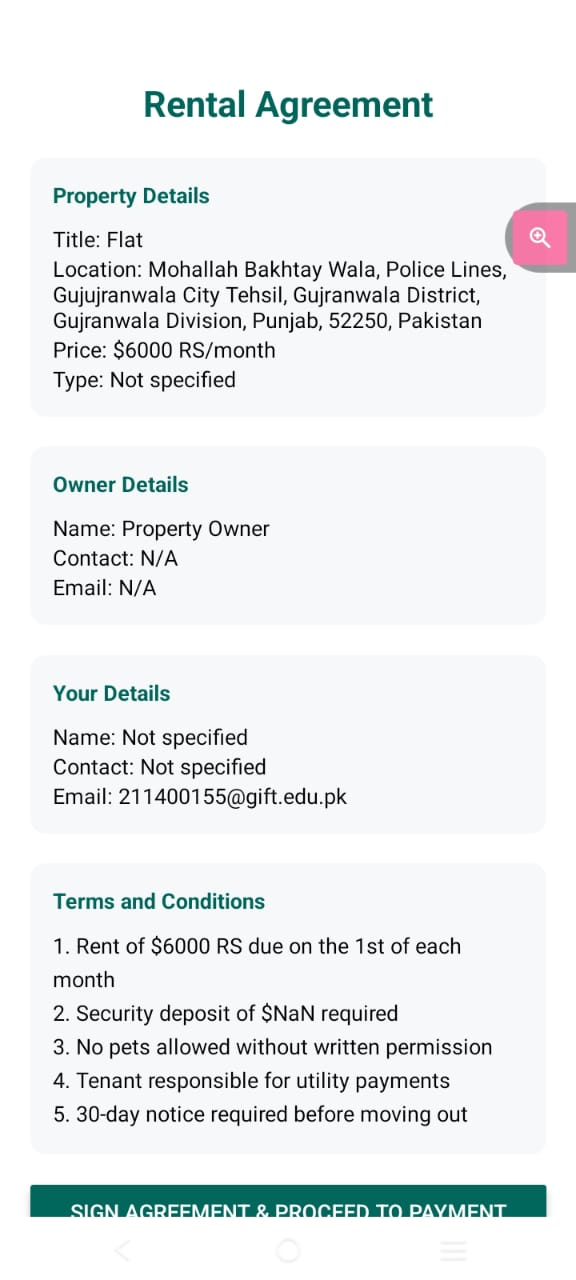 Rental Agreement
Property Details
Title: Flat
Location: Mohallah Bakhtay Wala, Police Lines,
Gujujranwala City Tehsil, Gujranwala District,
Gujranwala Division, Punjab, 52250, Pakistan
Price: $6000 RS/month
Type: Not specified
Owner Details
Name: Property Owner
Contact: N/A
Email: N/A
Your Details
Name: Not specified
Contact: Not specified
Email: 211400155@gift.edu.pk
Terms and Conditions
1. Rent of $6000 RS due on the 1st of each
month
2. Security deposit of $NaN required
3. No pets allowed without written permission
4. Tenant responsible for utility payments
5. 30-day notice required before moving out
SIGN AGREEMENT & PROCEED TO PAYMENT